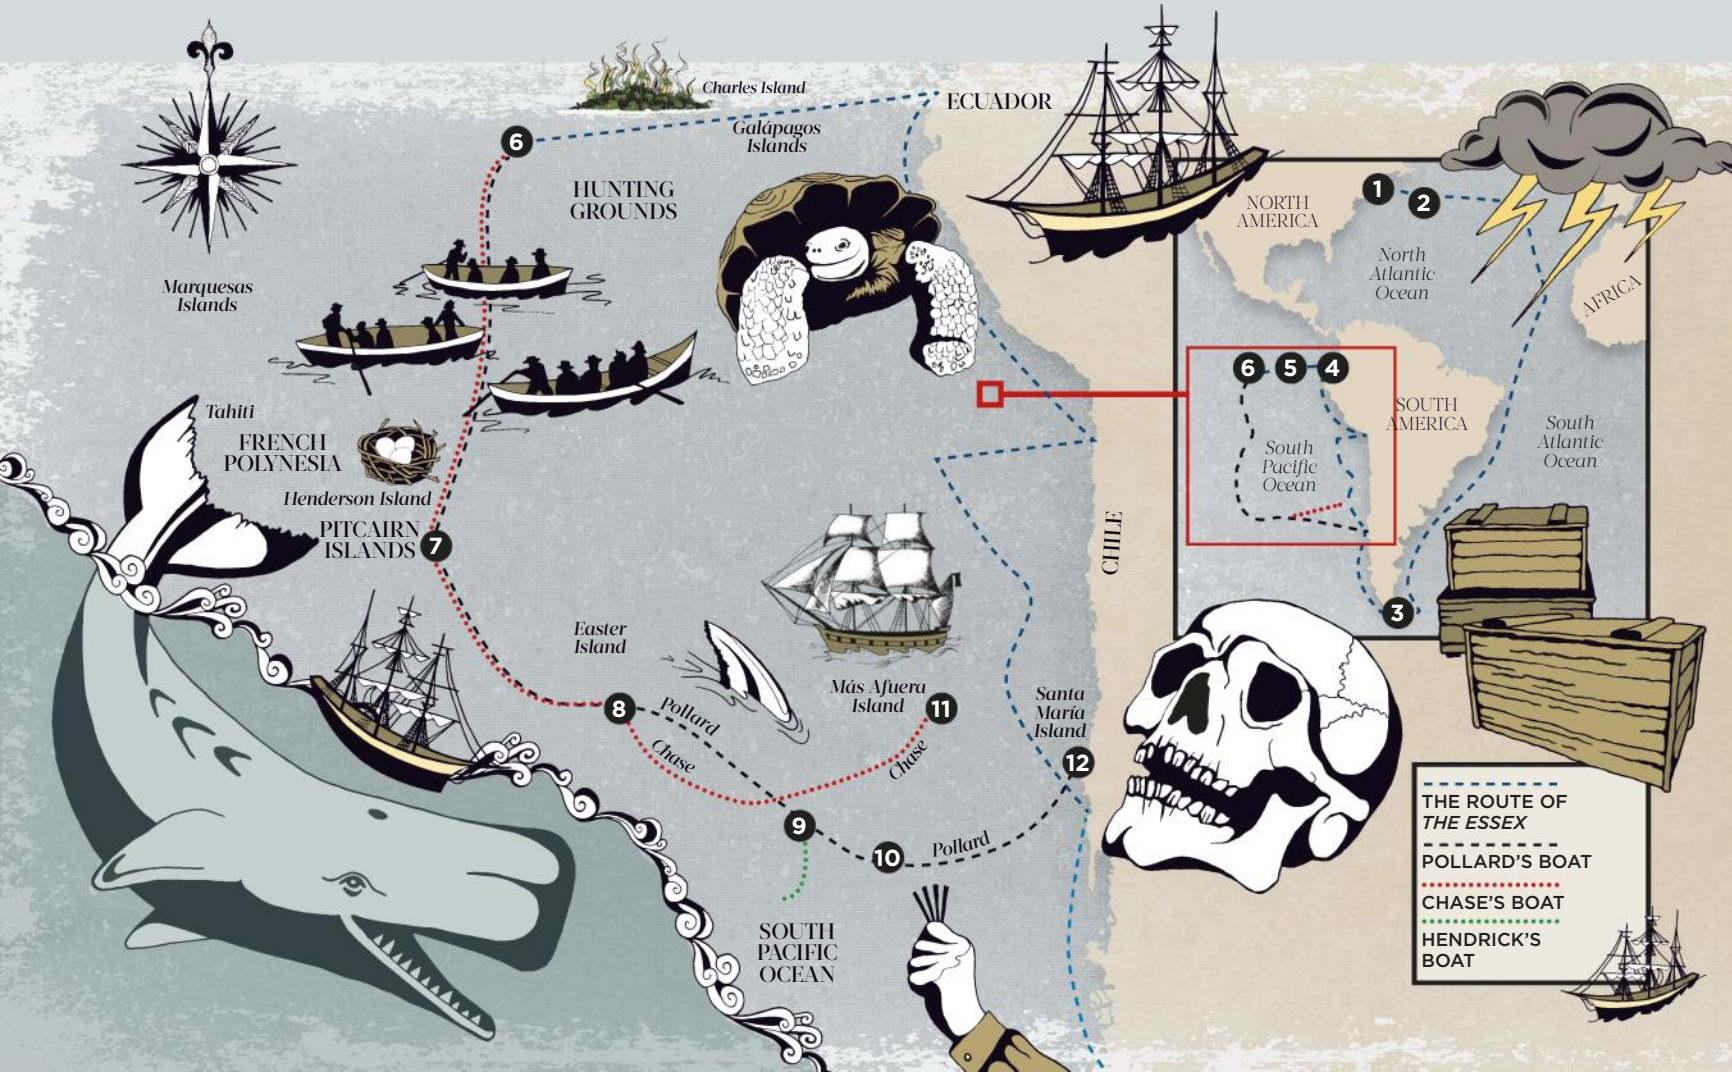 Charles Island
ECUADOR
Galápagos
Islands
6
HUNTING
GROUNDS
Marquesas
Islands
Tahiti
FRENCH
POLYNESIA
Henderson Island
PITCAIRN
ISLANDS
7
Easter
Island
8
Pollard
Chase
Más Afuera
Island
11
Chase
Santa
María
Island
12
9
10
Pollard
SOUTH
PACIFIC
OCEAN
CHILE
1
2
NORTH
AMERICA
North
Atlantic
Ocean
AFRICA
6
5
4
SOUTH
AMERICA
South
Pacific
Ocean
South
Atlantic
Ocean
3
THE ROUTE OF
THE ESSEX
POLLARD'S BOAT
CHASE'S BOAT
HENDRICK'S
BOAT